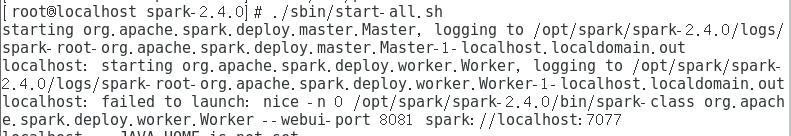 [root@localhost spark-2.4.0]# ./sbin/start-all.sh
starting org.apache.spark.deploy.master.Master, logging to /opt/spark/spark-2.4.0/logs/
spark-root-org.apache.spark.deploy.master.Master-1-localhost.localdomain.out
localhost: starting org.apache.spark.deploy.worker.Worker, logging to /opt/spark/spark-
2.4.0/logs/spark-root-org.apache.spark.deploy.worker.Worker-1-localhost.localdomain.out
localhost: failed to launch: nice -n 0 /opt/spark/spark-2.4.0/bin/spark-class org.apach
e.spark.deploy.worker.Worker --webui-port 8081 spark://localhost:7077
localhost: JAVA_HOME is not set